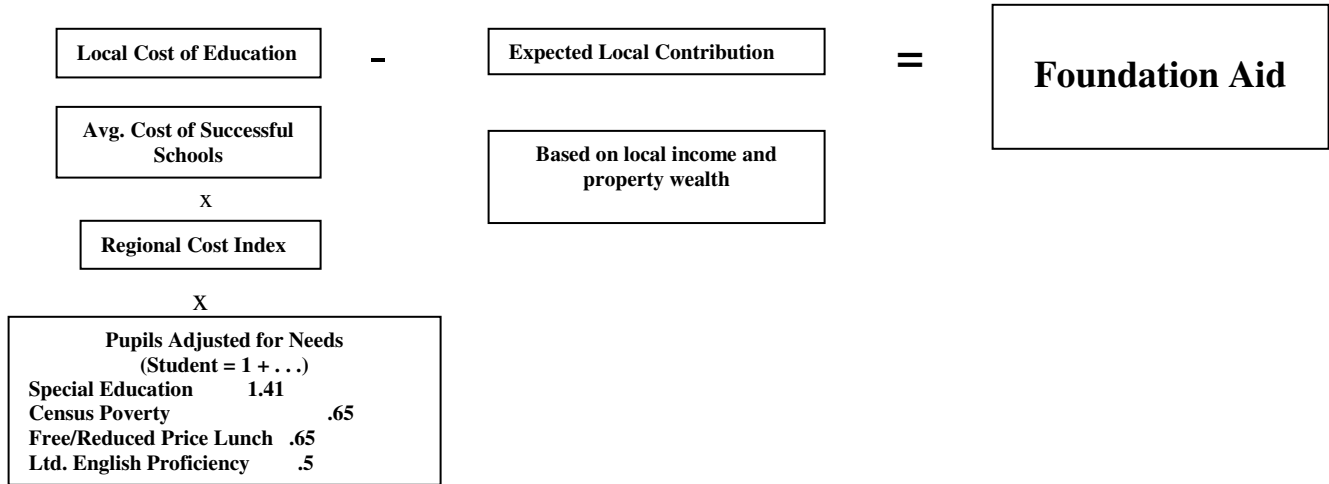 Local Cost of Education
-
Expected Local Contribution
=
Foundation Aid
Avg. Cost of Successful
Schools
Based on local income and
property wealth
x
Regional Cost Index
x
Pupils Adjusted for Needs
(Student = 1 + . . .)
Special Education 1.41
Census Poverty .65
Free/Reduced Price Lunch .65
Ltd. English Proficiency .5